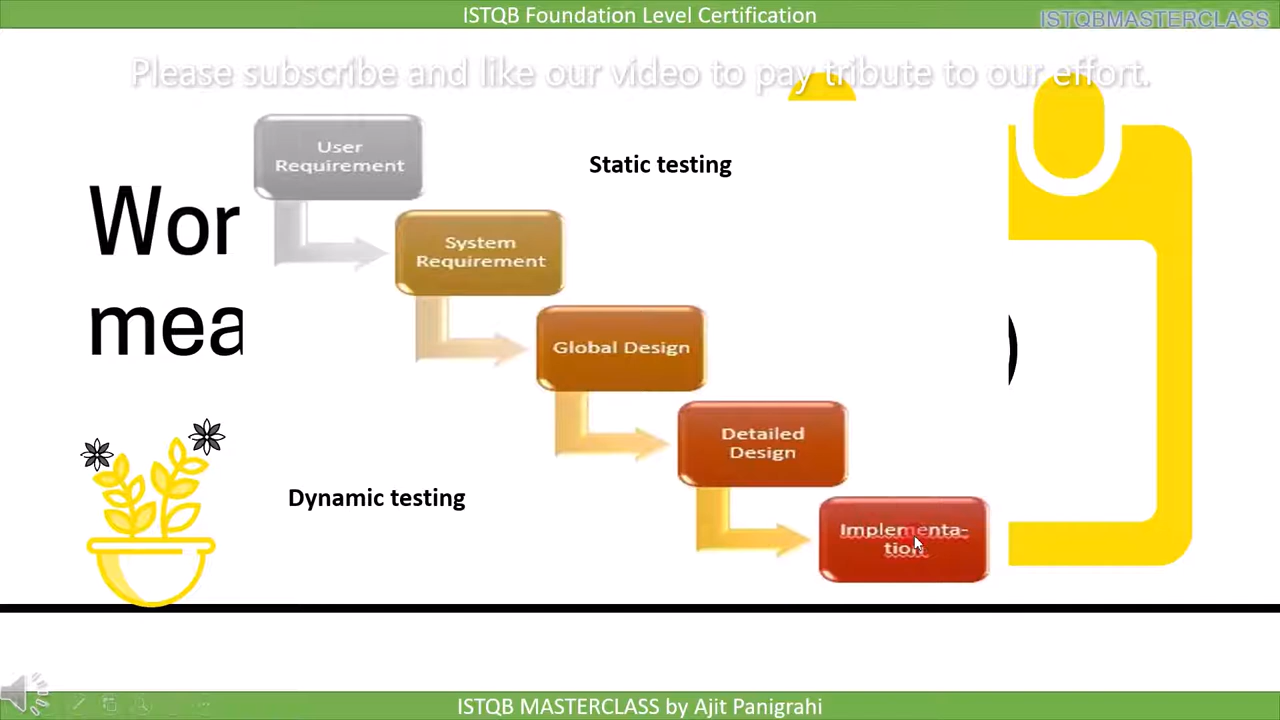 ISTQB Foundation Level Certification
ISTQBMASTERCLASS
Please subscribe and like our video to pay tribute to our effort.
User
Requirement
Static testing
Wor
System
Requirement
mea
Global Design
)
Detailed
Design
Dynamic testing
Implementa-
tion
ISTQB MASTERCLASS by Ajit Panigrahi